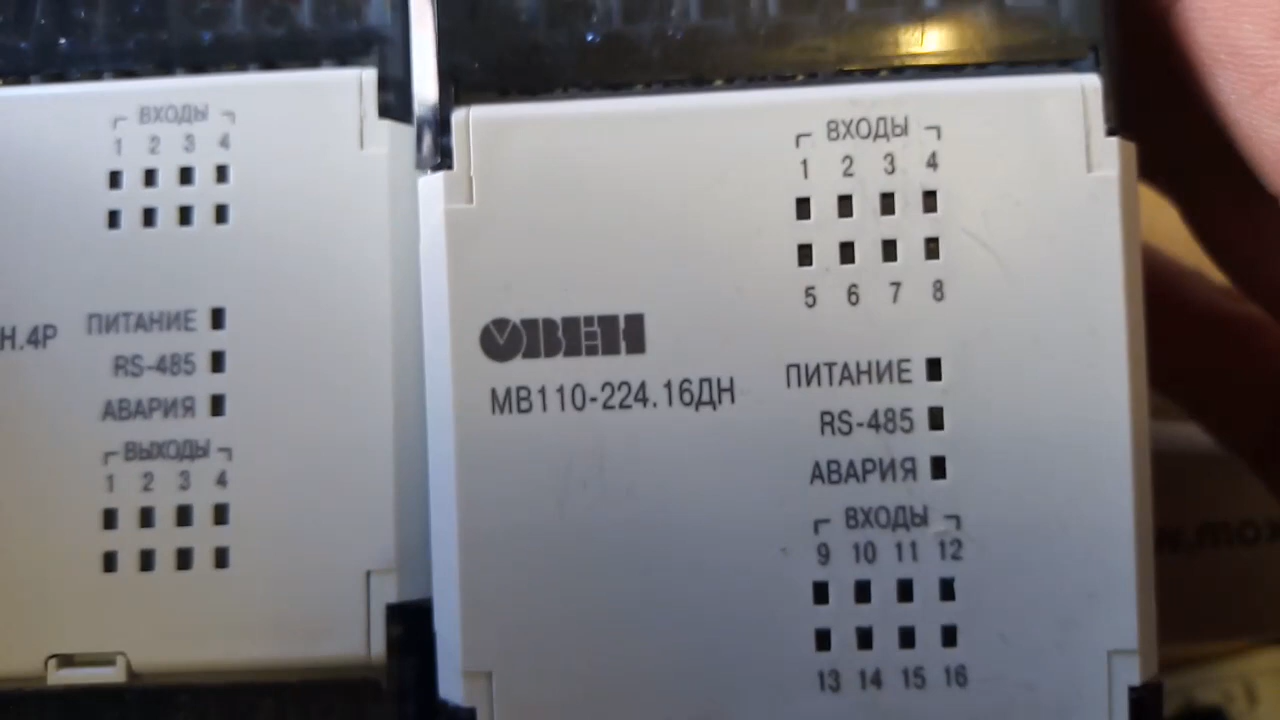 ВХОДЫ
1 2 3 4
Н.4Р
ПИТАНИЕ
RS-485
АВАРИЯ
ВЫХОДЫ
1 2 3 4
ВХОДЫ
1 2 3 4
5 6 7 8
ОВЕН
МВ110-224.16ДН
ПИТАНИЕ
RS-485
АВАРИЯ
ВХОДЫ
9 10 11 12
13 14 15 16